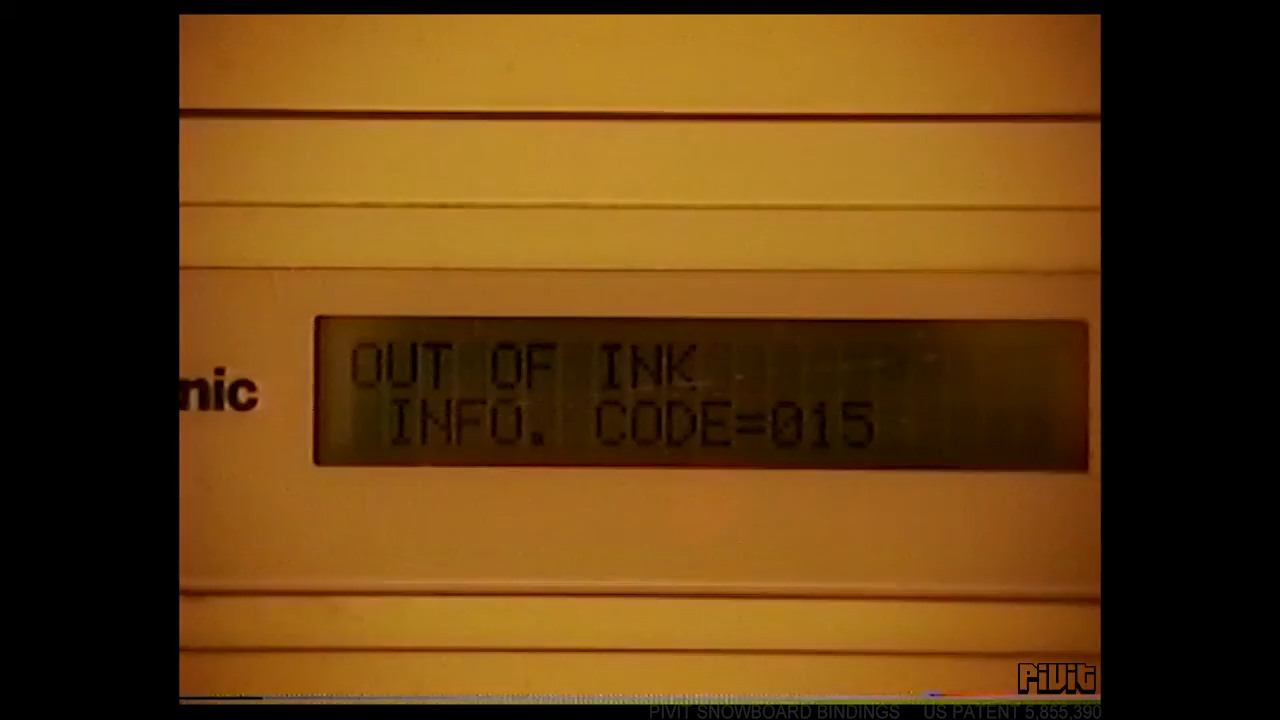 OUT OF INK
nic
INFO. CODE=015
PiVit
PIVIT SNOWBOARD BINDINGS US PATENT 5,855,390